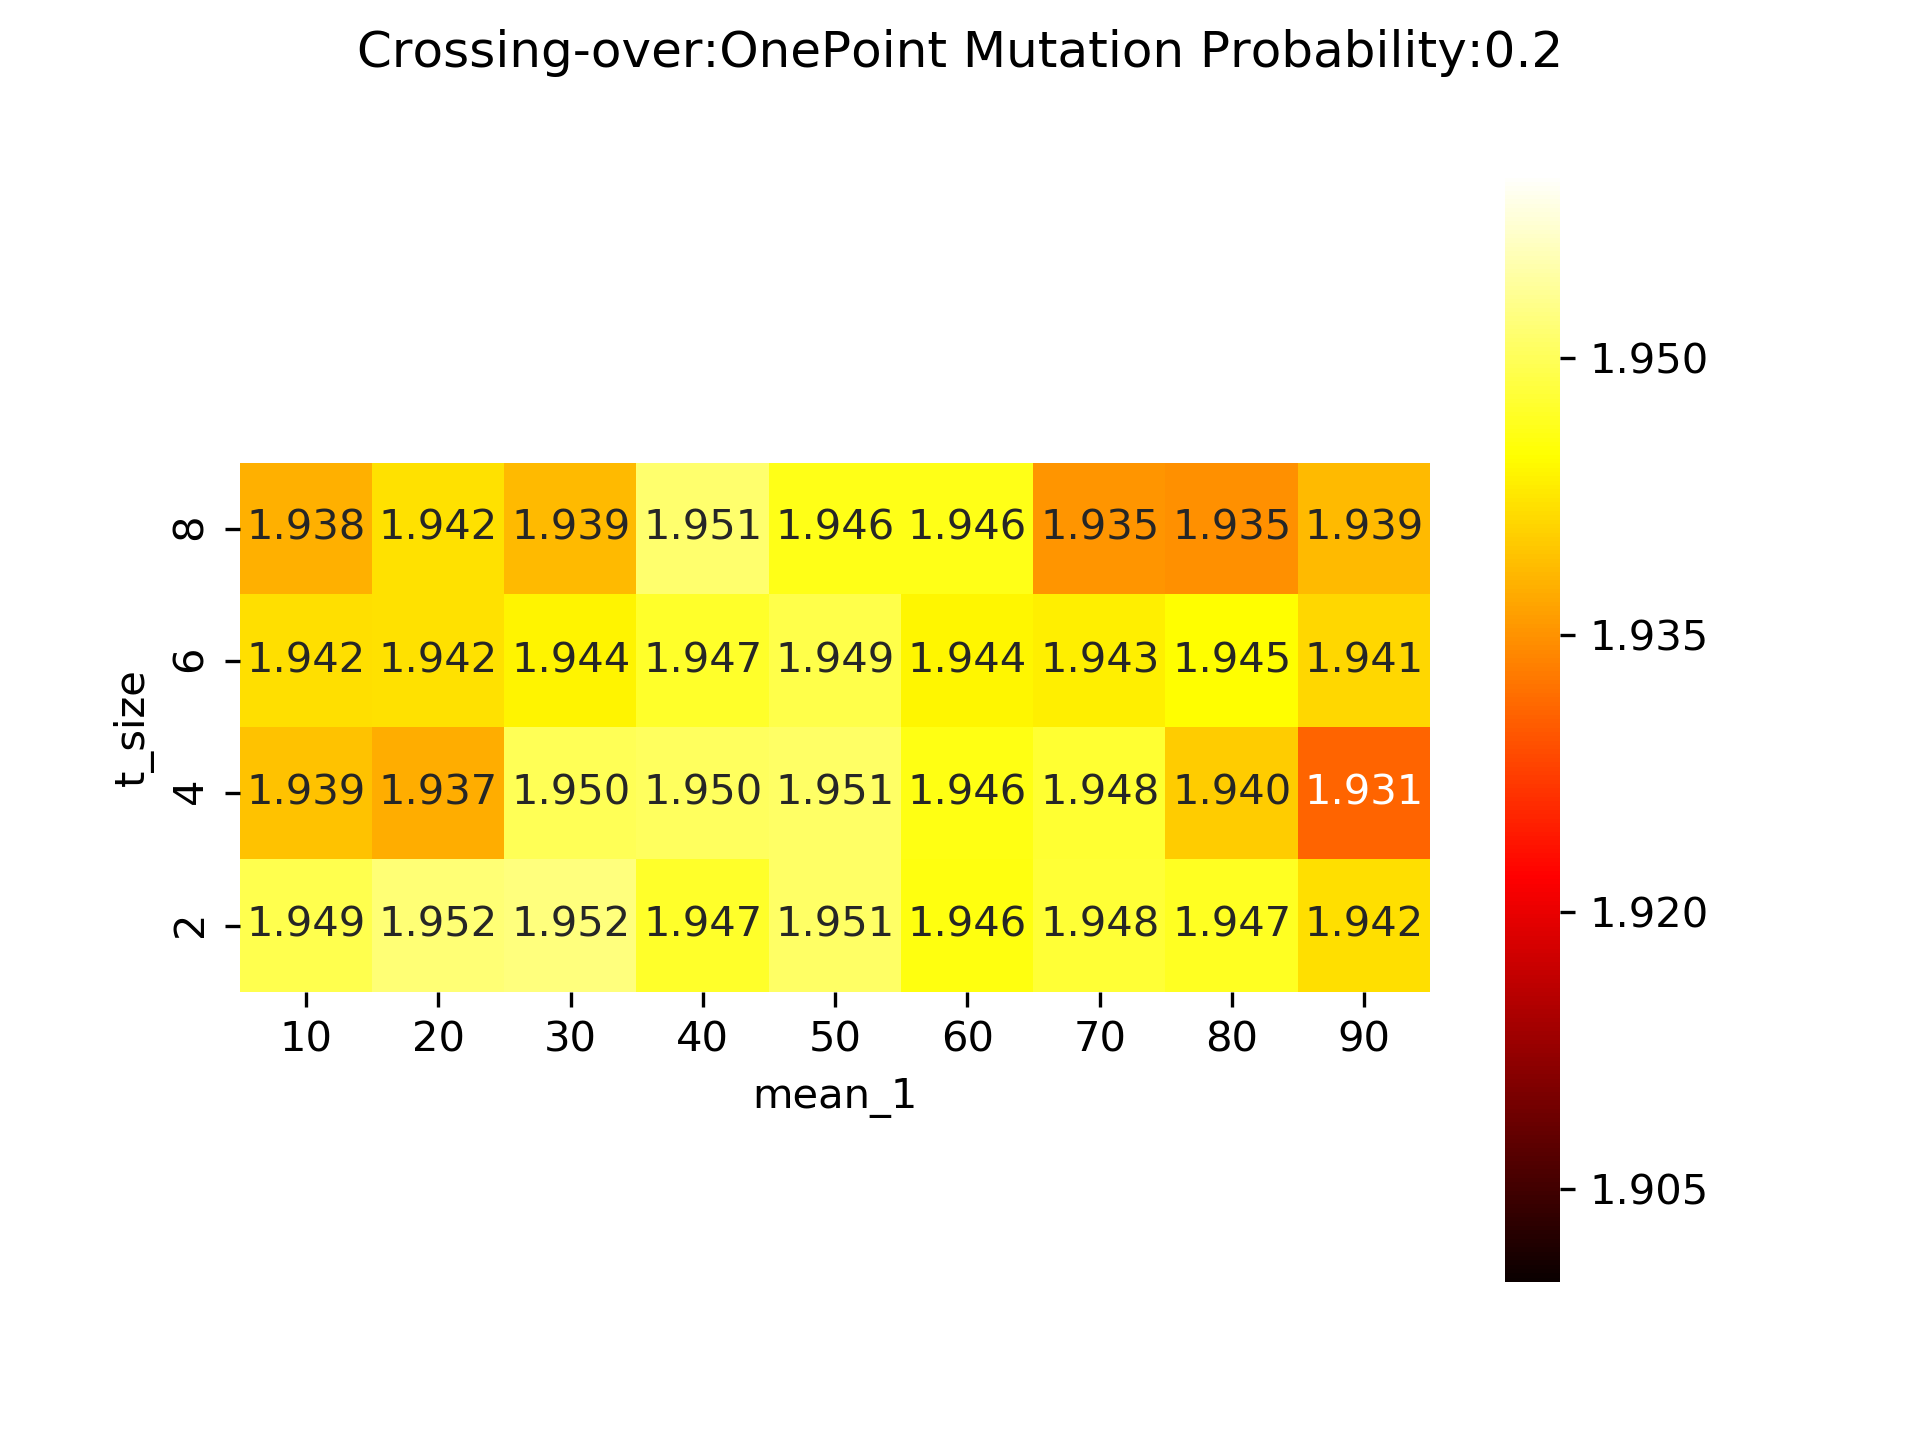 Crossing-over:OnePoint Mutation Probability:0.2
1.950
1.935
1.920
1.905
t_size
8 1.938 1.942 1.939 1.951 1.946 1.946 1.935 1.935 1.939
6 1.942 1.942 1.944 1.947 1.949 1.944 1.943 1.945 1.941
4 1.939 1.937 1.950 1.950 1.951 1.946 1.948 1.940 1.931
2 1.949 1.952 1.952 1.947 1.951 1.946 1.948 1.947 1.942
10 20 30 40 50 60 70 80 90
mean_1